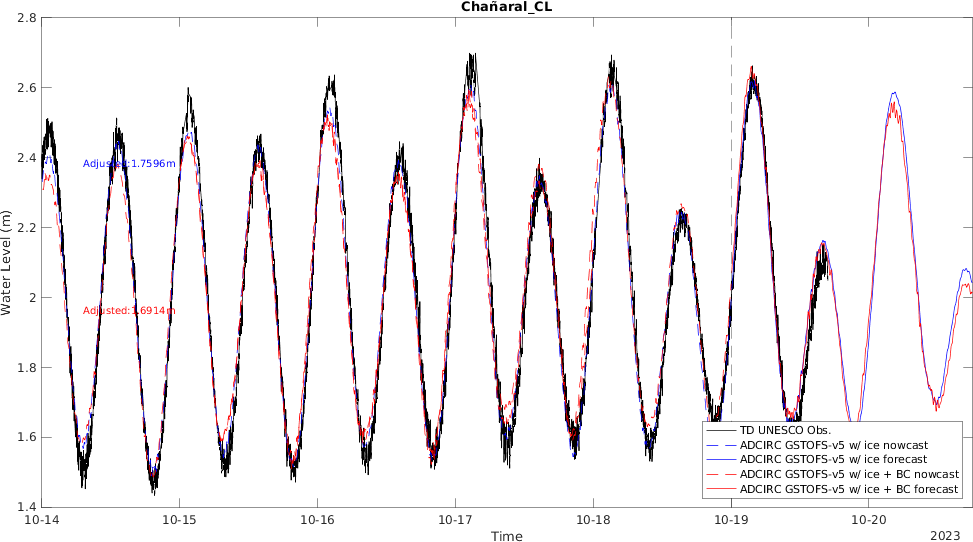 Chañaral_CL
2.8
2.6
2.4
2.2
2
1.8
1.6
1.4
Water Level (m)
Adjusted:1.7596m
Adjusted:1.6914m
TD UNESCO Obs.
ADCIRC GSTOFS-v5 w/ ice nowcast
ADCIRC GSTOFS-v5 w/ ice forecast
ADCIRC GSTOFS-v5 w/ ice + BC nowcast
ADCIRC GSTOFS-v5 w/ ice + BC forecast
10-14 10-15 10-16 10-17 10-18 10-19 10-20
Time
2023